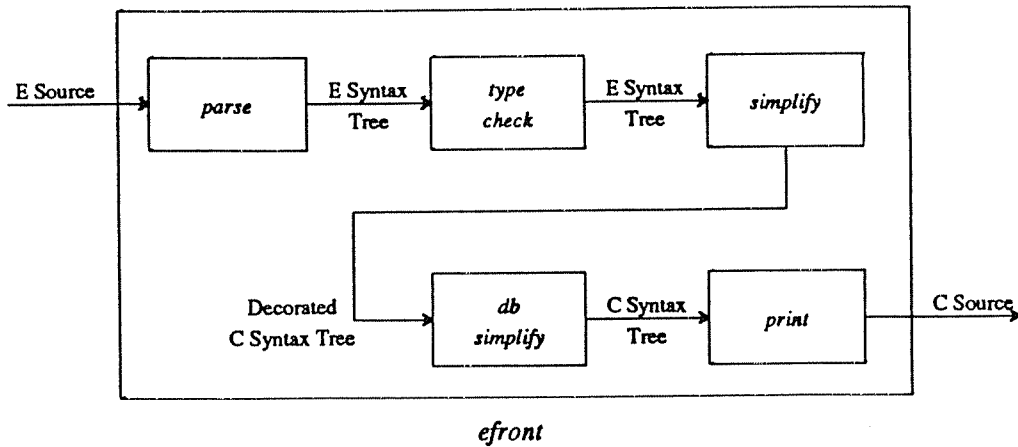 E Source
parse
E Syntax
Tree
type
check
E Syntax
Tree
simplify
Decorated
C Syntax Tree
db
simplify
C Syntax
Tree
print
C Source
efront